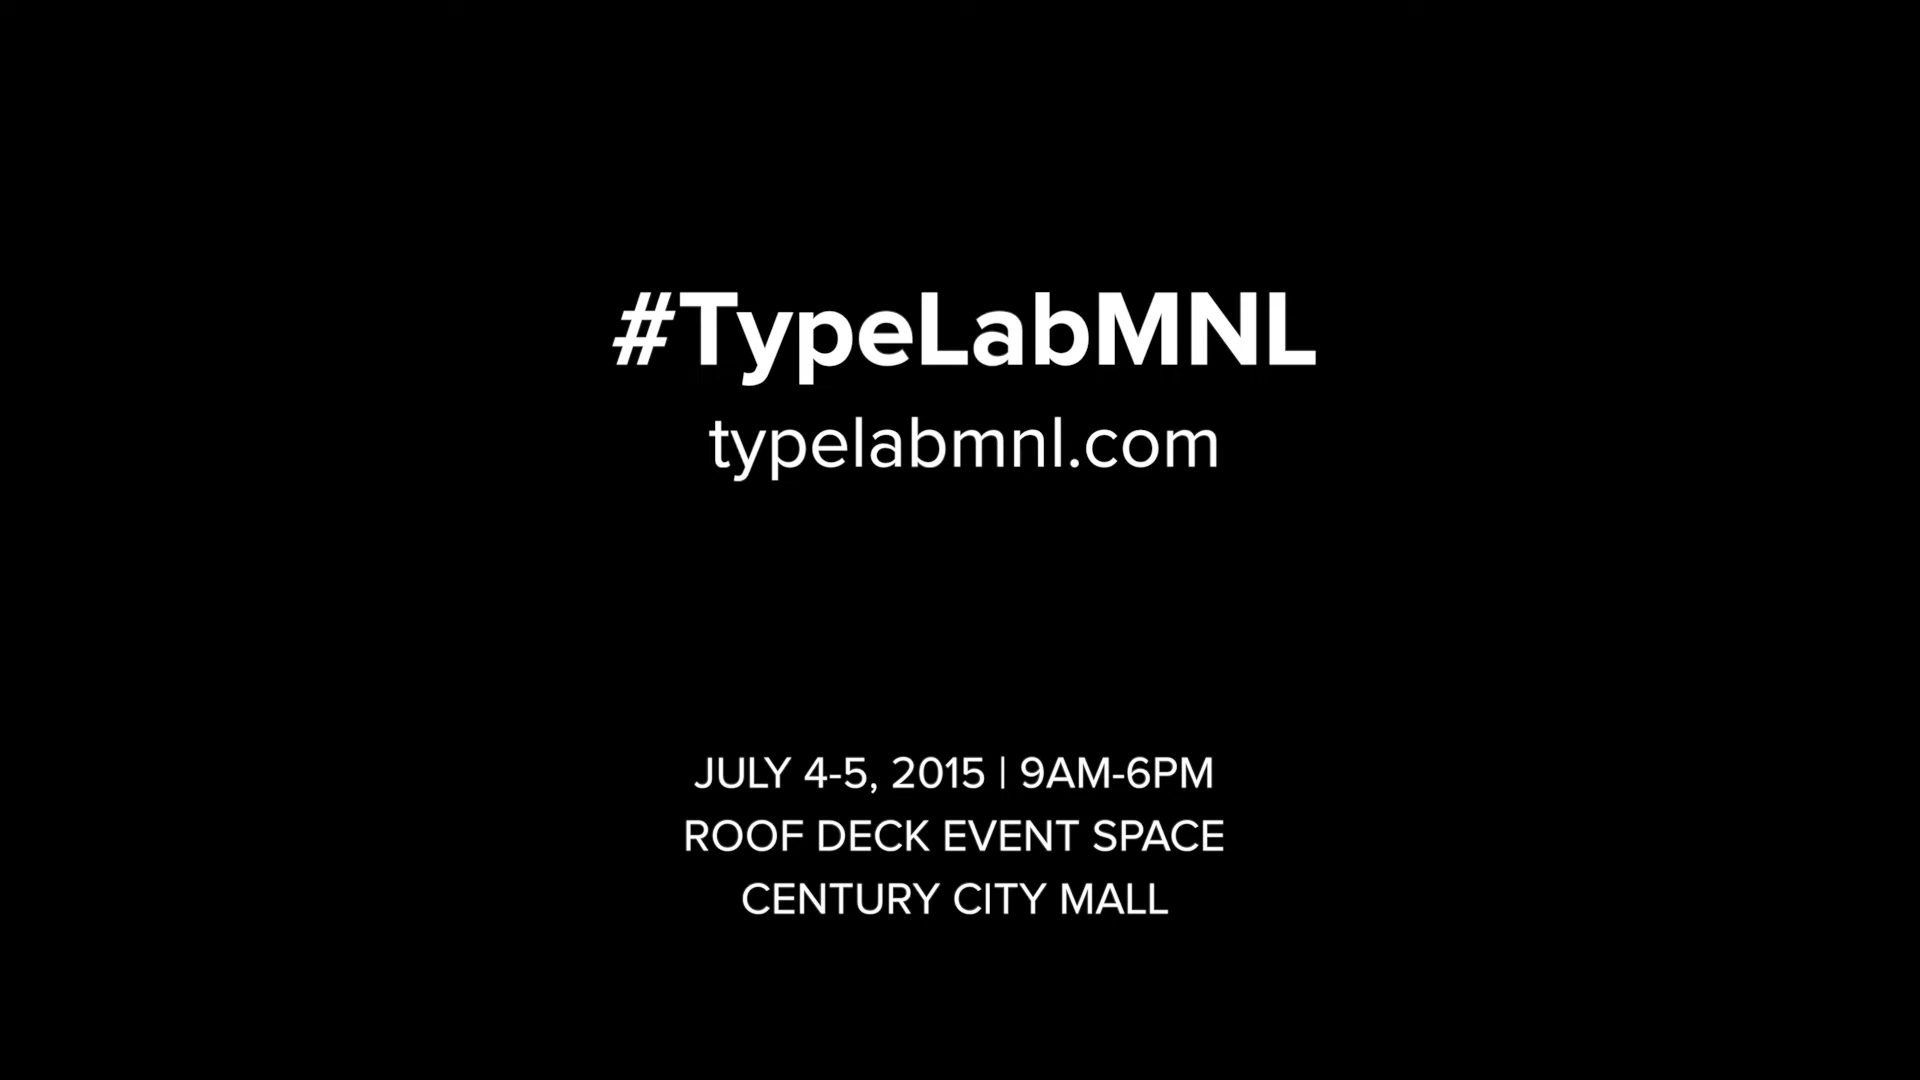 #TypeLabMNL
typelabmnl.com
JULY 4-5, 2015 | 9AM-6PM
ROOF DECK EVENT SPACE
CENTURY CITY MALL